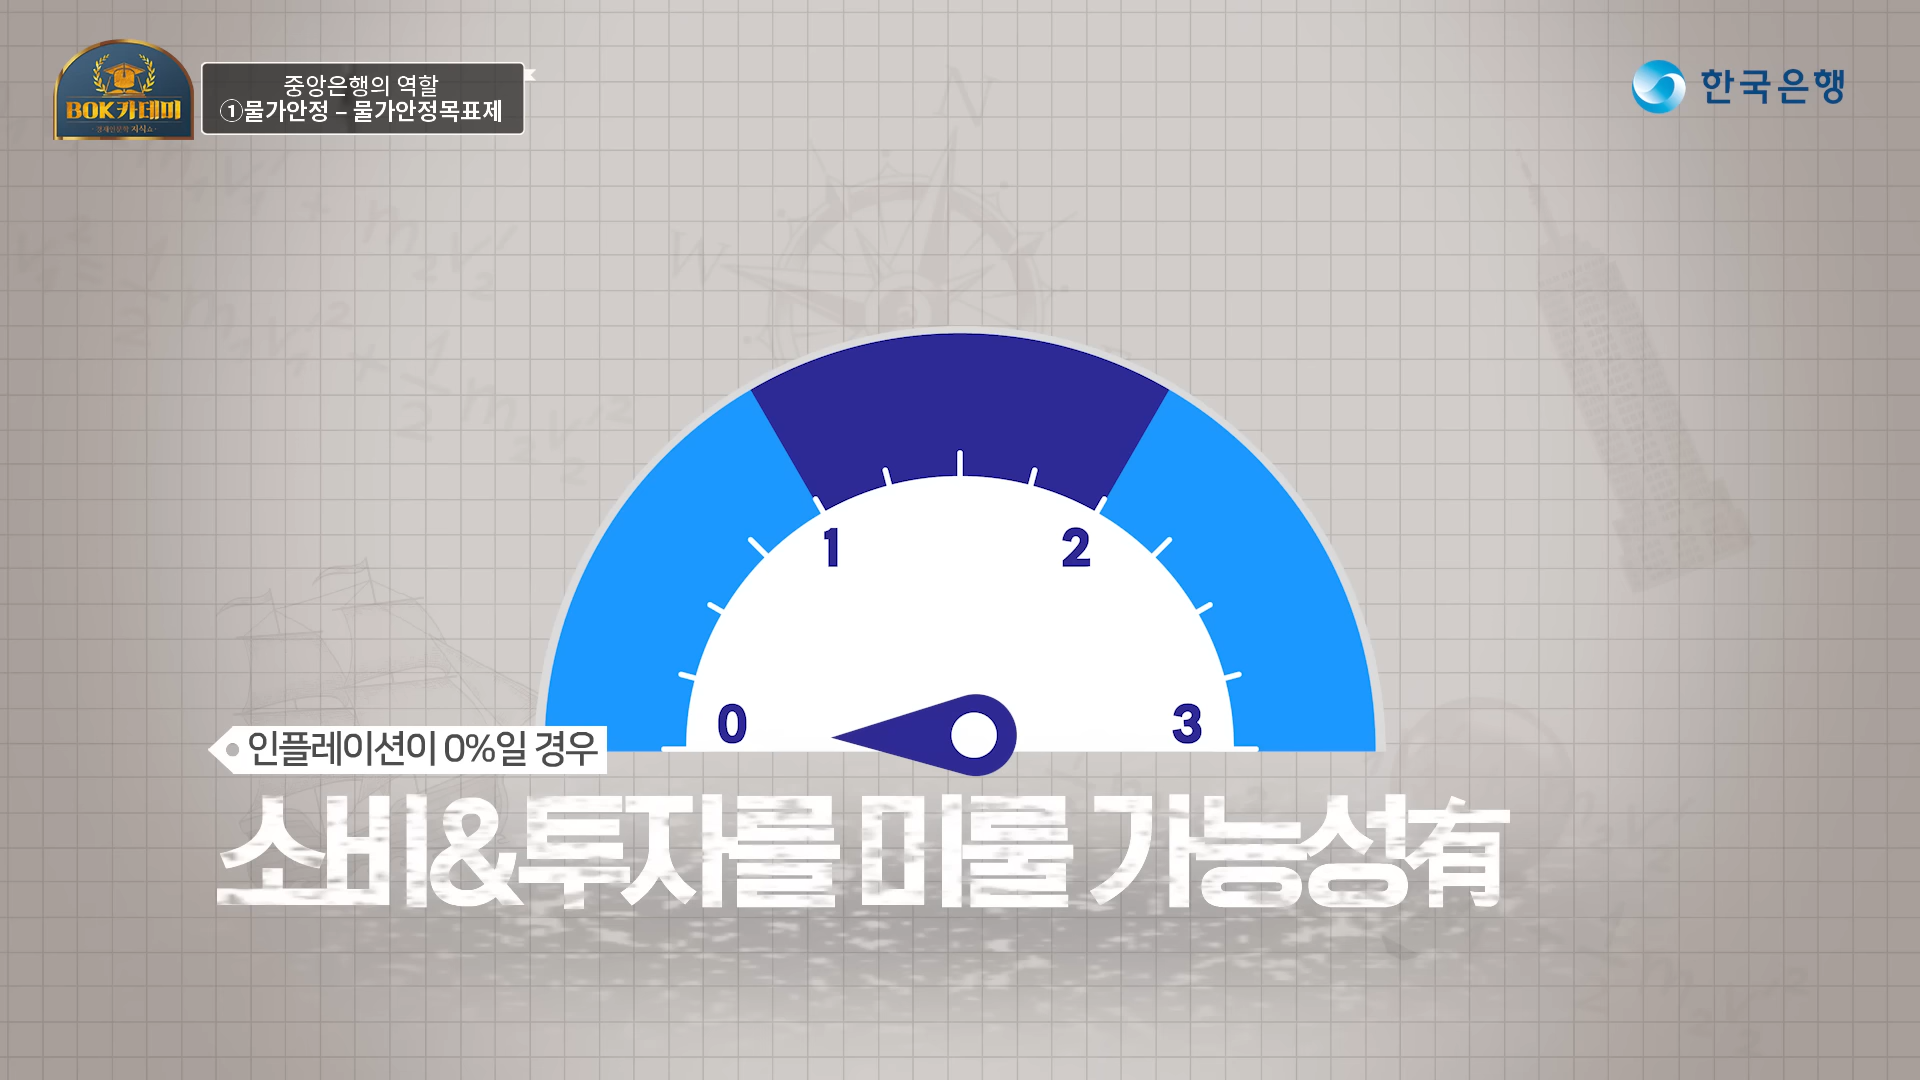 중앙은행의 역할
BOK카데미
①물가안정 – 물가안정목표제
한국은행
N
W
1
2
0
3
인플레이션이 0%일 경우
소비&투자를 미룰 가능성有